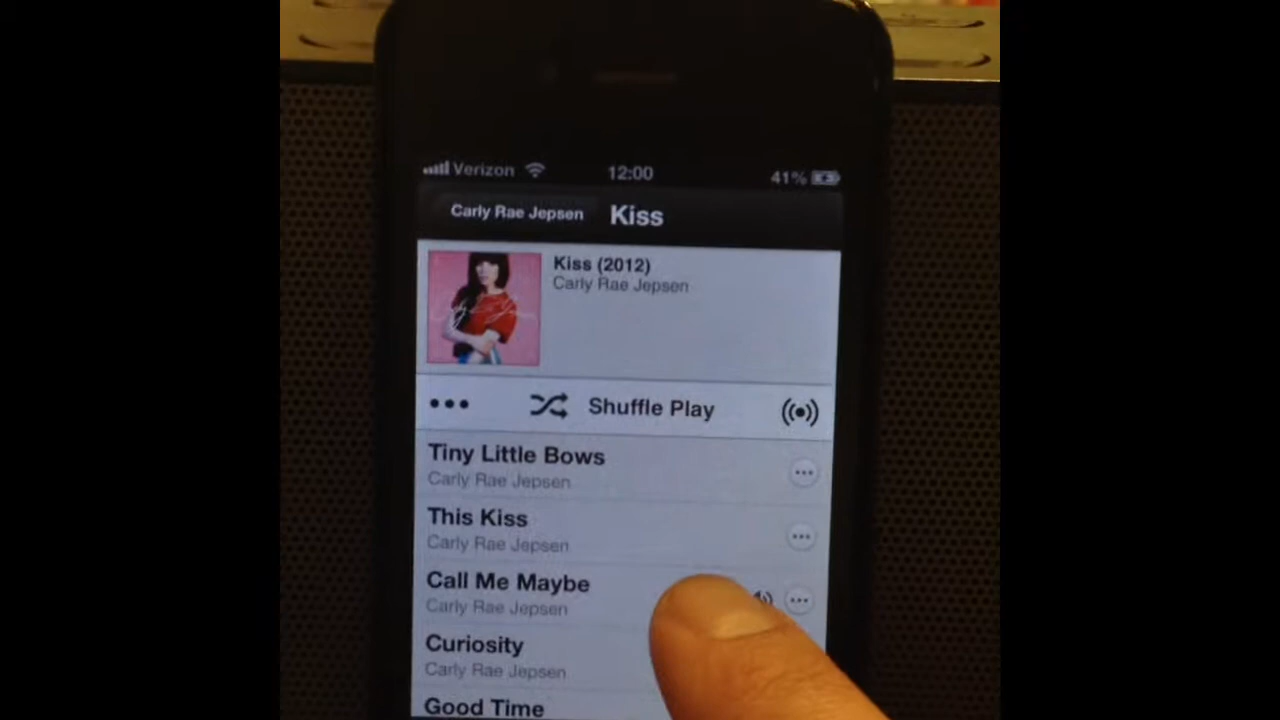 Verizon 12:00 41%
Carly Rae Jepsen Kiss
Kiss (2012)
Carly Rae Jepsen
Shuffle Play
Tiny Little Bows
Carly Rae Jepsen
This Kiss
Carly Rae Jepsen
Call Me Maybe
Carly Rae Jepsen
Curiosity
Carly Rae Jepsen
Good Time